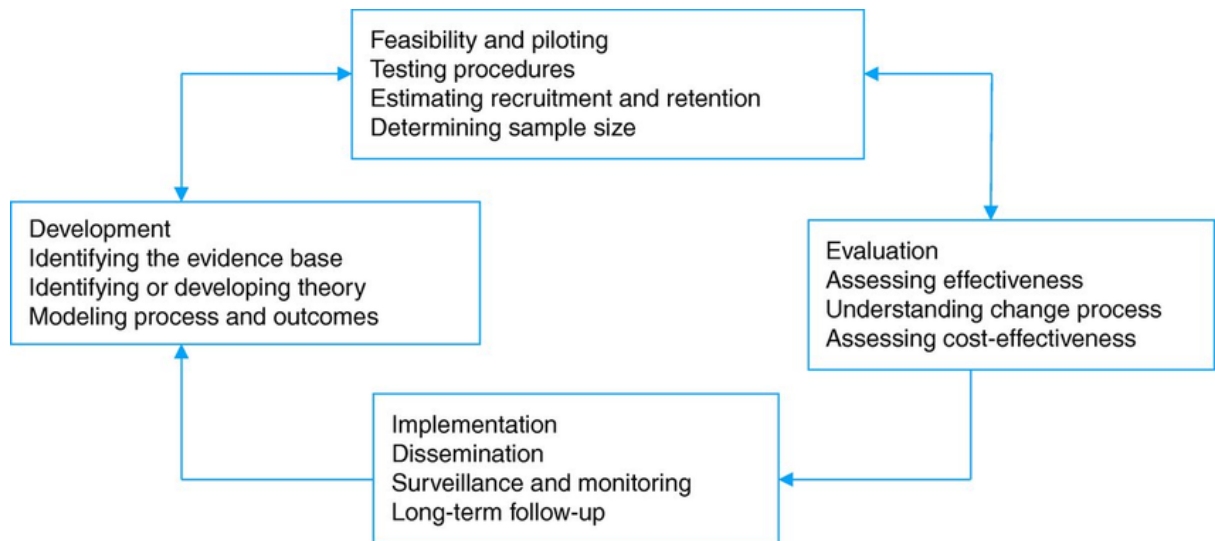 Feasibility and piloting
Testing procedures
Estimating recruitment and retention
Determining sample size
Development
Identifying the evidence base
Identifying or developing theory
Modeling process and outcomes
Evaluation
Assessing effectiveness
Understanding change process
Assessing cost-effectiveness
Implementation
Dissemination
Surveillance and monitoring
Long-term follow-up